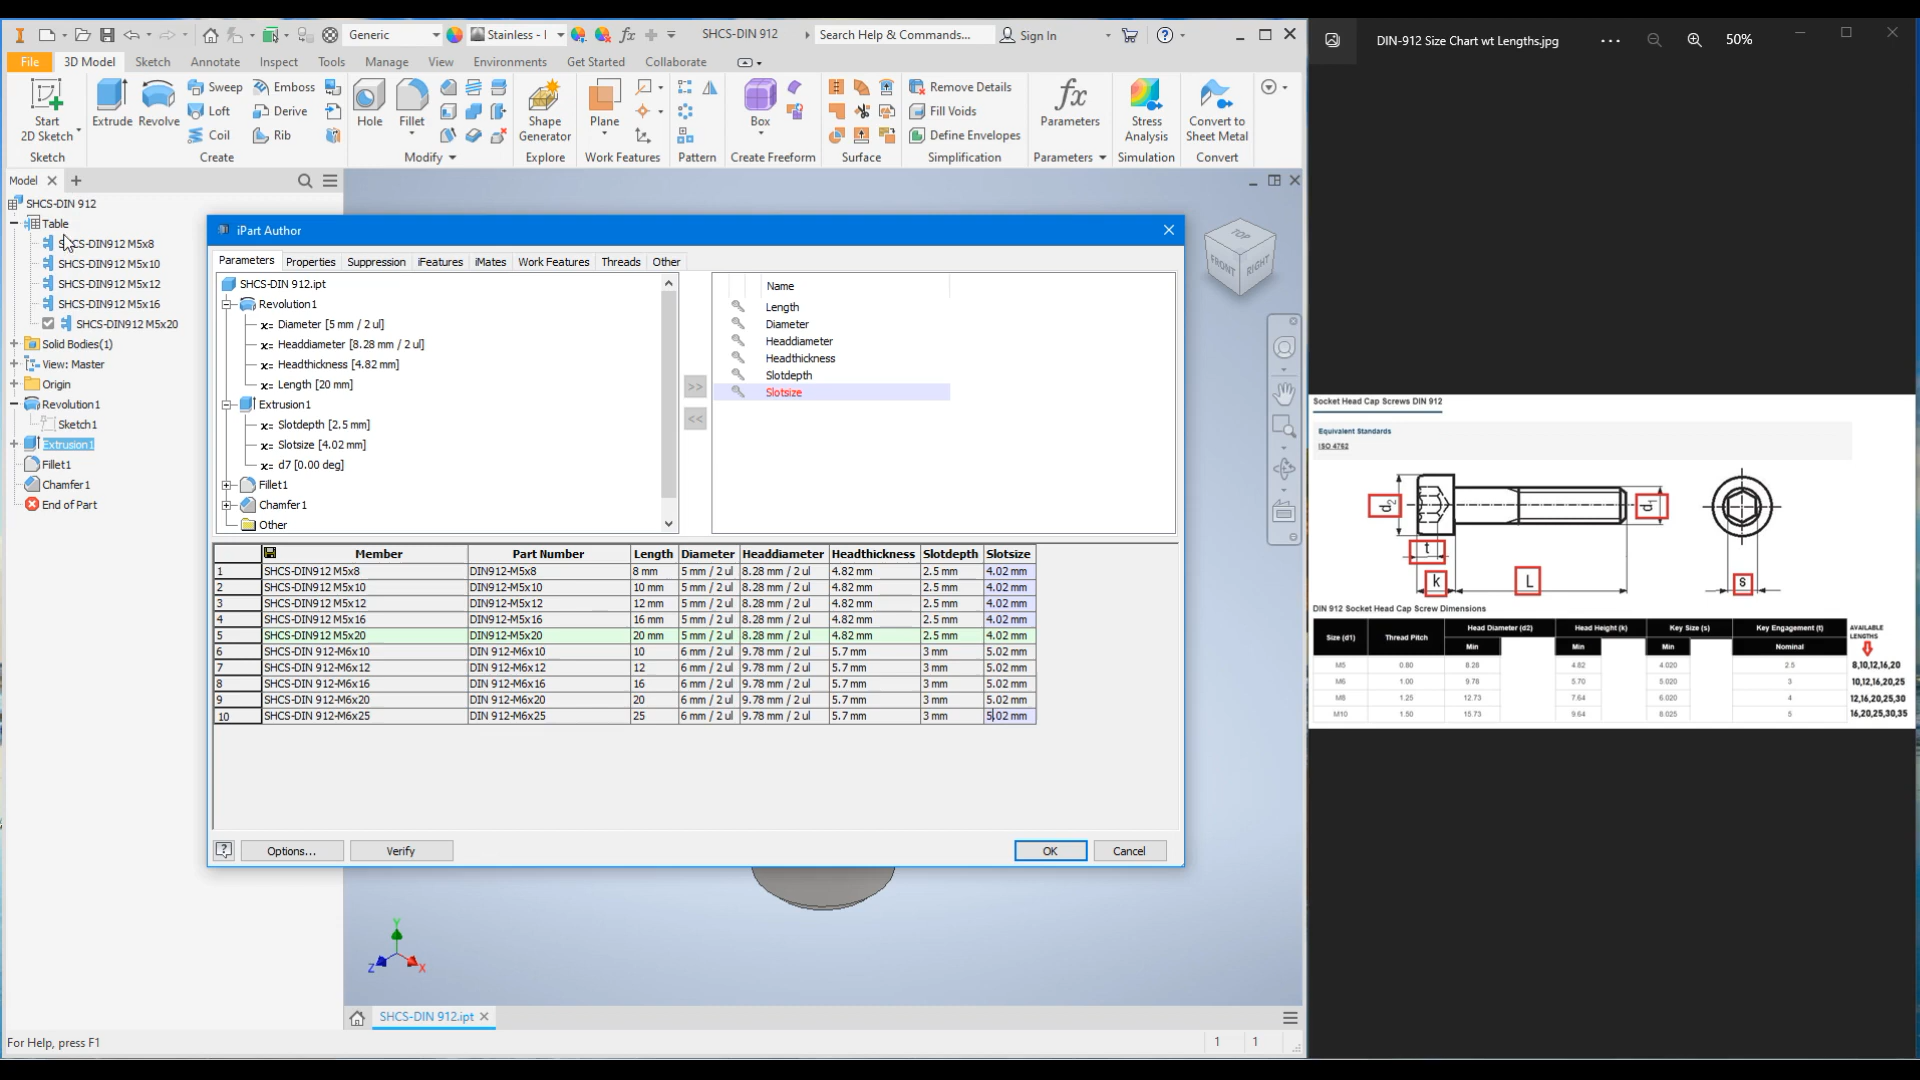 Generic
Stainless - I
SHCS-DIN 912
Search Help & Commands...
Sign In
File
3D Model
Sketch
Annotate
Inspect
Tools
Manage
View
Environments
Get Started
Collaborate
Start
2D Sketch
Sketch
Extrude
Revolve
Sweep
Loft
Coil
Emboss
Derive
Rib
Create
Hole
Fillet
Modify
Shape
Generator
Explore
Plane
Work Features
Pattern
Box
Create Freeform
Surface
Remove Details
Fill Voids
Define Envelopes
Simplification
Parameters
Parameters
Stress
Analysis
Simulation
Convert to
Sheet Metal
Convert
Model
SHCS-DIN 912
Table
SHCS-DIN912 M5x8
SHCS-DIN912 M5x10
SHCS-DIN912 M5x12
SHCS-DIN912 M5x16
SHCS-DIN912 M5x20
Solid Bodies(1)
View: Master
Origin
Revolution1
Sketch1
Extrusion1
Fillet1
Chamfer1
End of Part
iPart Author
Parameters Properties Suppression iFeatures iMates Work Features Threads Other
SHCS-DIN 912.ipt
Revolution1
x= Diameter [5 mm / 2 ul]
x= Headdiameter [8.28 mm / 2 ul]
x= Headthickness [4.82 mm]
x= Length [20 mm]
Extrusion1
x= Slotdepth [2.5 mm]
x= Slotsize [4.02 mm]
x= d7 [0.00 deg]
Fillet1
Chamfer1
Other
>>
<<
Name
Length
Diameter
Headdiameter
Headthickness
Slotdepth
Slotsize
Member Part Number Length Diameter Headdiameter Headthickness Slotdepth Slotsize
1 SHCS-DIN912 M5x8 DIN912-M5x8 8 mm 5 mm / 2 ul 8.28 mm / 2 ul 4.82 mm 2.5 mm 4.02 mm
2 SHCS-DIN912 M5x10 DIN912-M5x10 10 mm 5 mm / 2 ul 8.28 mm / 2 ul 4.82 mm 2.5 mm 4.02 mm
3 SHCS-DIN912 M5x12 DIN912-M5x12 12 mm 5 mm / 2 ul 8.28 mm / 2 ul 4.82 mm 2.5 mm 4.02 mm
4 SHCS-DIN912 M5x16 DIN912-M5x16 16 mm 5 mm / 2 ul 8.28 mm / 2 ul 4.82 mm 2.5 mm 4.02 mm
5 SHCS-DIN912 M5x20 DIN912-M5x20 20 mm 5 mm / 2 ul 8.28 mm / 2 ul 4.82 mm 2.5 mm 4.02 mm
6 SHCS-DIN 912-M6x10 DIN 912-M6x10 10 6 mm / 2 ul 9.78 mm / 2 ul 5.7 mm 3 mm 5.02 mm
7 SHCS-DIN 912-M6x12 DIN 912-M6x12 12 6 mm / 2 ul 9.78 mm / 2 ul 5.7 mm 3 mm 5.02 mm
8 SHCS-DIN 912-M6x16 DIN 912-M6x16 16 6 mm / 2 ul 9.78 mm / 2 ul 5.7 mm 3 mm 5.02 mm
9 SHCS-DIN 912-M6x20 DIN 912-M6x20 20 6 mm / 2 ul 9.78 mm / 2 ul 5.7 mm 3 mm 5.02 mm
10 SHCS-DIN 912-M6x25 DIN 912-M6x25 25 6 mm / 2 ul 9.78 mm / 2 ul 5.7 mm 3 mm 5.02 mm
Options...
Verify
OK
Cancel
TOP
FRONT
RIGHT
Y
Z
X
SHCS-DIN 912.ipt
For Help, press F1
1 1
DIN-912 Size Chart wt Lengths.jpg
50%
Socket Head Cap Screws DIN 912
Equivalent Standards
ISO 4762
d2
d1
t
k
L
s
DIN 912 Socket Head Cap Screw Dimensions
Size (d1) Thread Pitch Head Diameter (d2) Head Height (k) Key Size (s) Key Engagement (t)
Min Min Min Nominal
AVAILABLE
LENGTHS
M5 0.80 8.28 4.82 4.020 2.5 8,10,12,16,20
M6 1.00 9.78 5.70 5.020 3 10,12,16,20,25
M8 1.25 12.73 7.64 6.020 4 12,16,20,25,30
M10 1.50 15.73 9.64 8.025 5 16,20,25,30,35